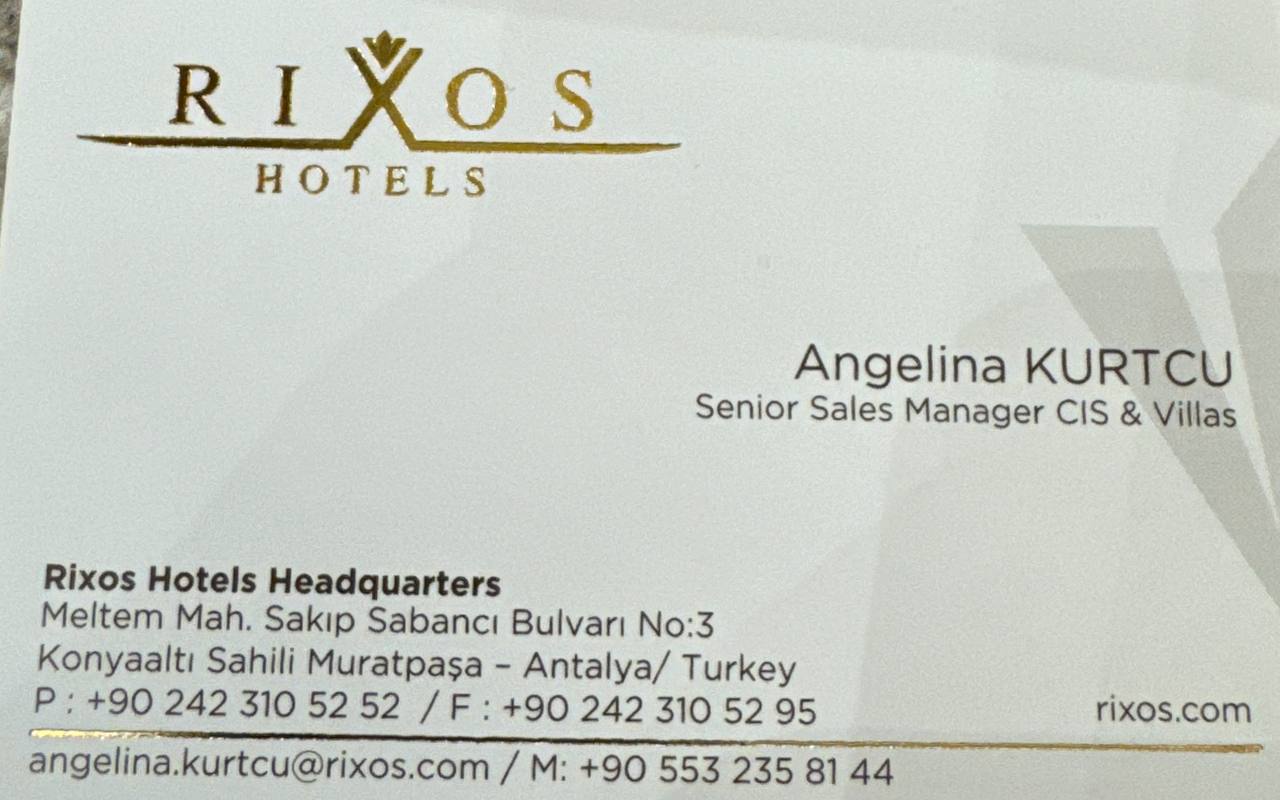 RIXOS
HOTELS
Angelina KURTCU
Senior Sales Manager CIS & Villas
Rixos Hotels Headquarters
Meltem Mah. Sakıp Sabancı Bulvarı No:3
Konyaaltı Sahili Muratpaşa – Antalya/ Turkey
P : +90 242 310 52 52 / F : +90 242 310 52 95
rixos.com
angelina.kurtcu@rixos.com / M: +90 553 235 81 44